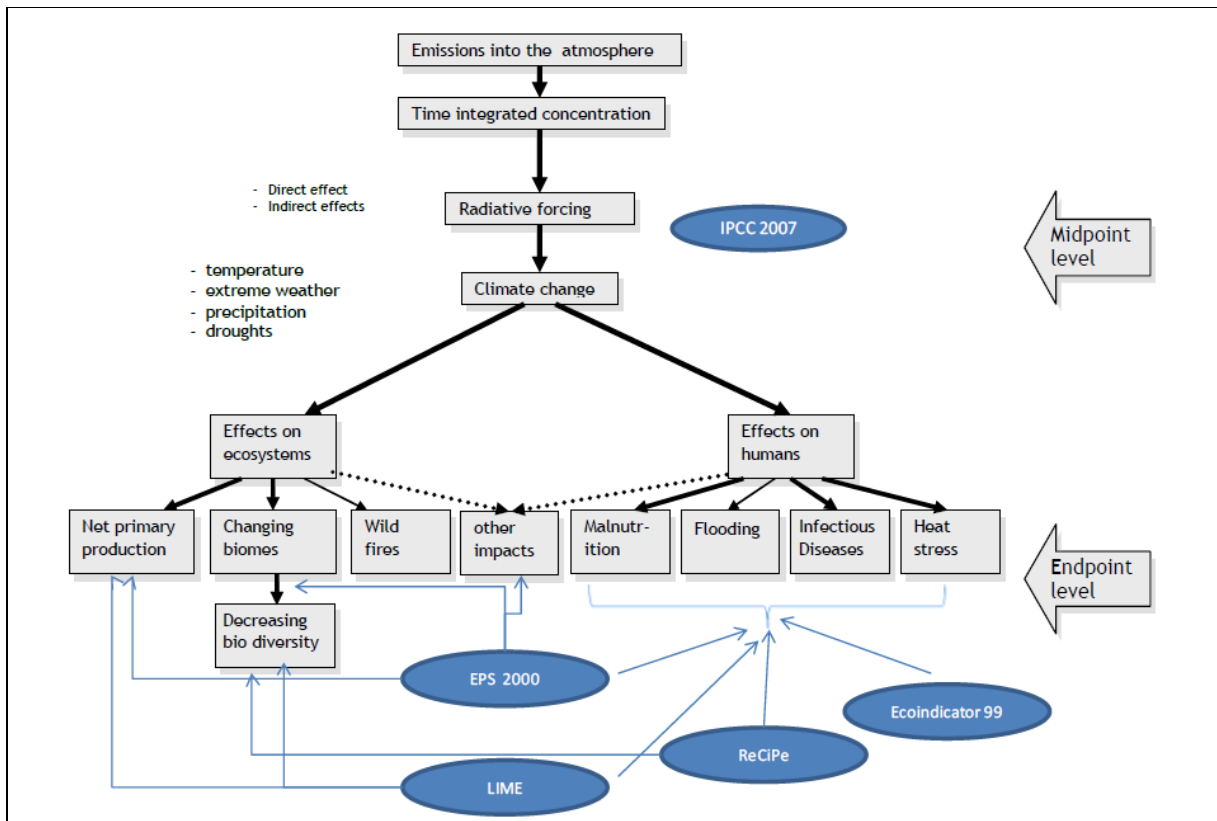 Emissions into the atmosphere
Time integrated concentration
- Direct effect
- Indirect effects
Radiative forcing
IPCC 2007
Midpoint
level
- temperature
- extreme weather
- precipitation
- droughts
Climate change
Effects on
ecosystems
Effects on
humans
Net primary
production
Changing
biomes
Wild
fires
other
impacts
Malnutr-
ition
Flooding
Infectious
Diseases
Heat
stress
Endpoint
level
Decreasing
bio diversity
EPS 2000
Ecoindicator 99
ReCiPe
LIME